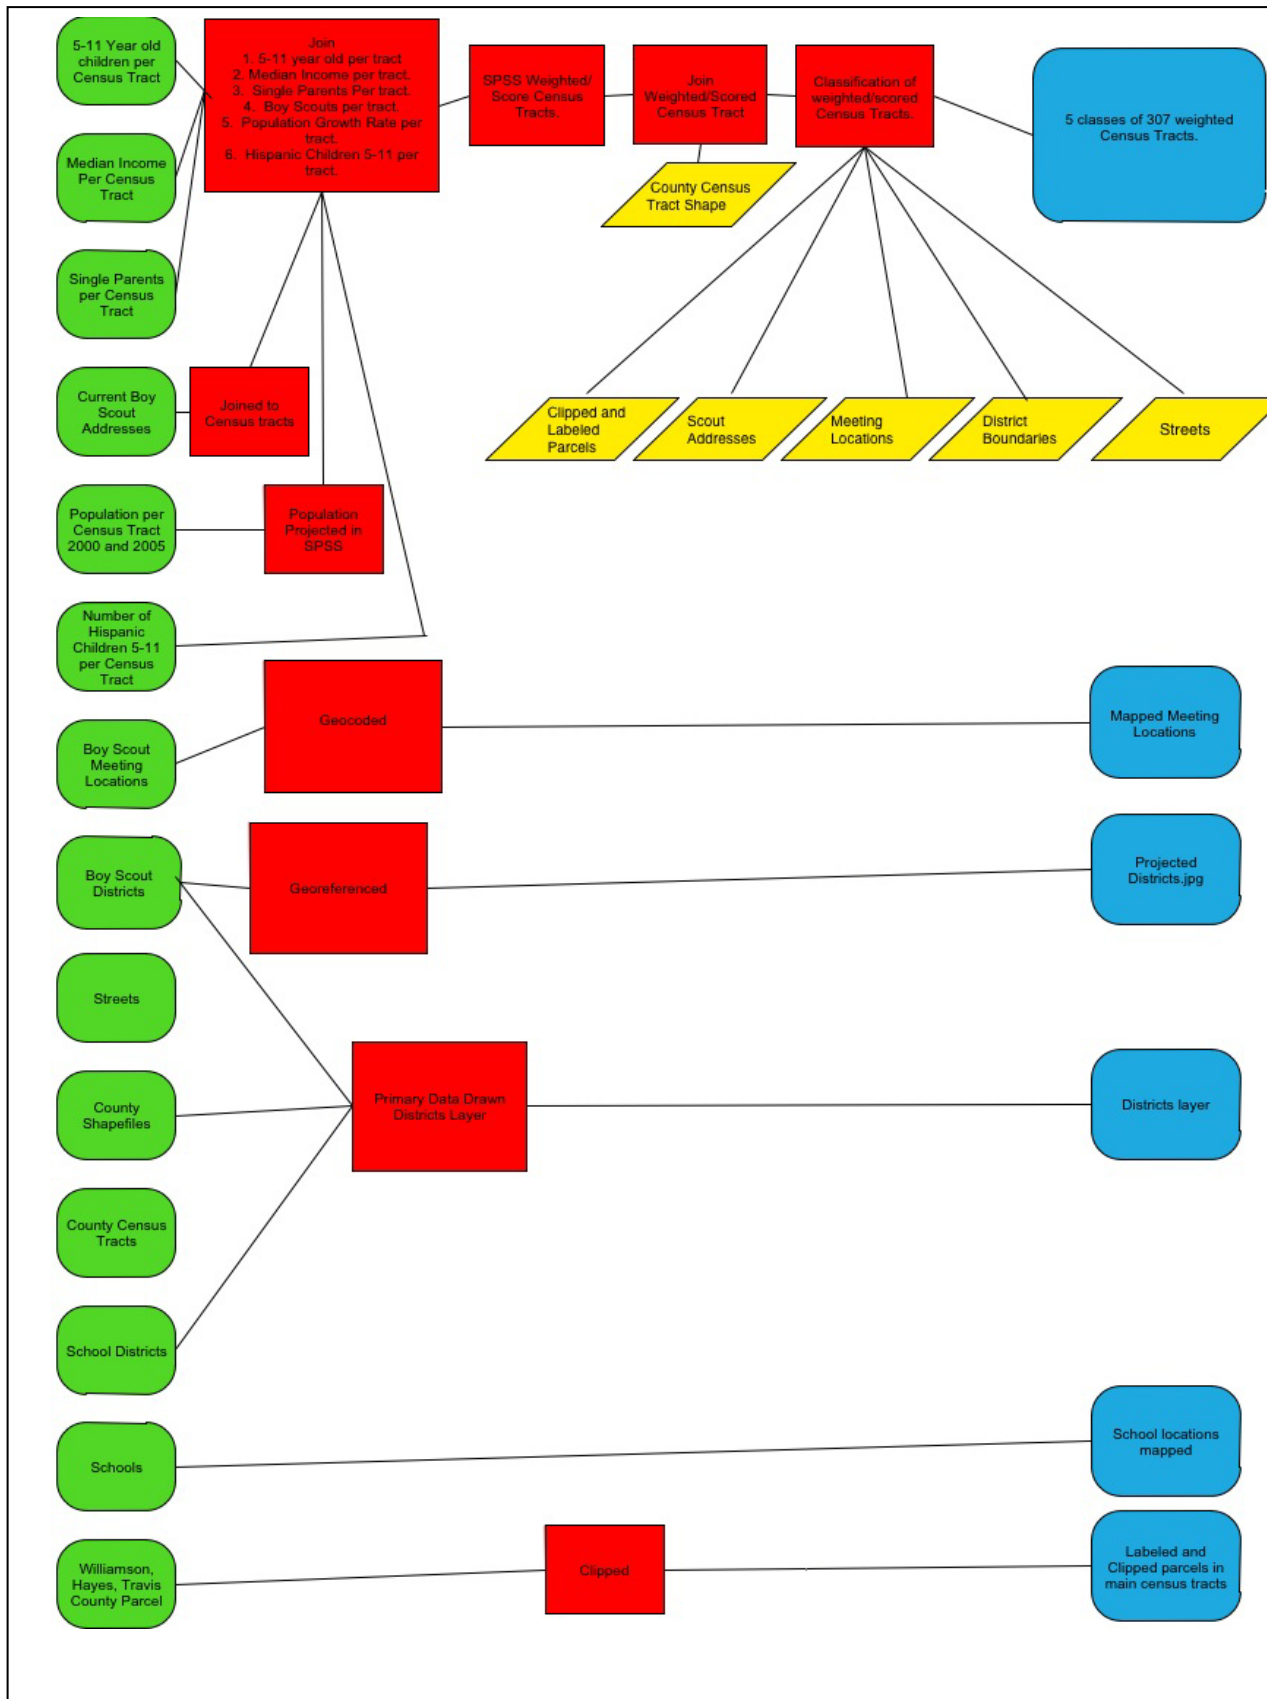 5-11 Year old
children per
Census Tract
Join
1. 5-11 year old per tract
2. Median Income per tract.
3. Single Parents Per tract.
4. Boy Scouts per tract.
5. Population Growth Rate per
tract.
6. Hispanic Children 5-11 per
tract.
SPSS Weighted/
Score Census
Tracts.
Join
Weighted/Scored
Census Tract
Classification of
weighted/scored
Census Tracts.
5 classes of 307 weighted
Census Tracts.
Median Income
Per Census
Tract
County Census
Tract Shape
Single Parents
per Census
Tract
Current Boy
Scout
Addresses
Joined to
Census tracts
Clipped and
Labeled
Parcels
Scout
Addresses
Meeting
Locations
District
Boundaries
Streets
Population per
Census Tract
2000 and 2005
Population
Projected in
SPSS
Number of
Hispanic
Children 5-11
per Census
Tract
Boy Scout
Meeting
Locations
Geocoded
Mapped Meeting
Locations
Boy Scout
Districts
Georeferenced
Projected
Districts.jpg
Streets
County
Shapefiles
Primary Data Drawn
Districts Layer
Districts layer
County Census
Tracts
School Districts
Schools
School locations
mapped
Williamson,
Hayes, Travis
County Parcel
Clipped
Labeled and
Clipped parcels in
main census tracts